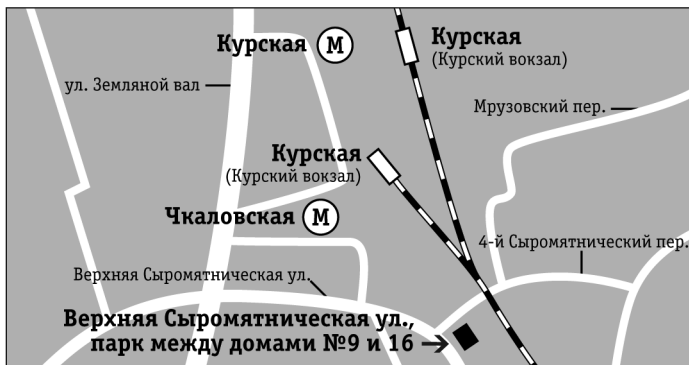 Курская М
Курская
(Курский вокзал)
ул. Земляной вал
Мрузовский пер.
Курская
(Курский вокзал)
Чкаловская М
4-й Сыромятнический пер.
Верхняя Сыромятническая ул.
Верхняя Сыромятническая ул.,
парк между домами №9 и 16